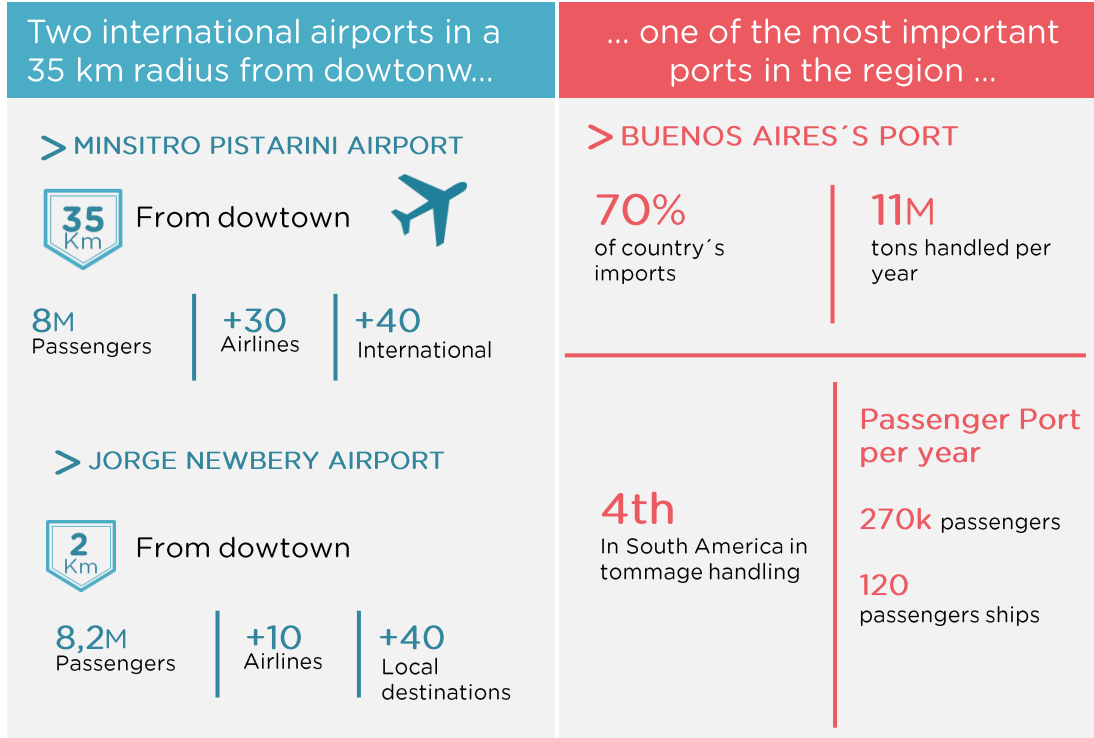 Two international airports in a
35 km radius from dowtonw...
> MINSITRO PISTARINI AIRPORT
35
Km
From dowtown
8M
Passengers
+30
Airlines
+40
International
> JORGE NEWBERY AIRPORT
2
Km
From dowtown
8,2M
Passengers
+10
Airlines
+40
Local
destinations
... one of the most important
ports in the region ...
> BUENOS AIRES´S PORT
70%
of country´s
imports
11M
tons handled per
year
4th
In South America in
tommage handling
Passenger Port
per year
270k passengers
120
passengers ships